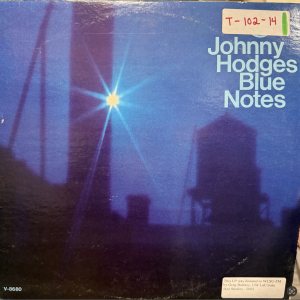 T-102-14
Johnny
Hodges
Blue
Notes
V-8680